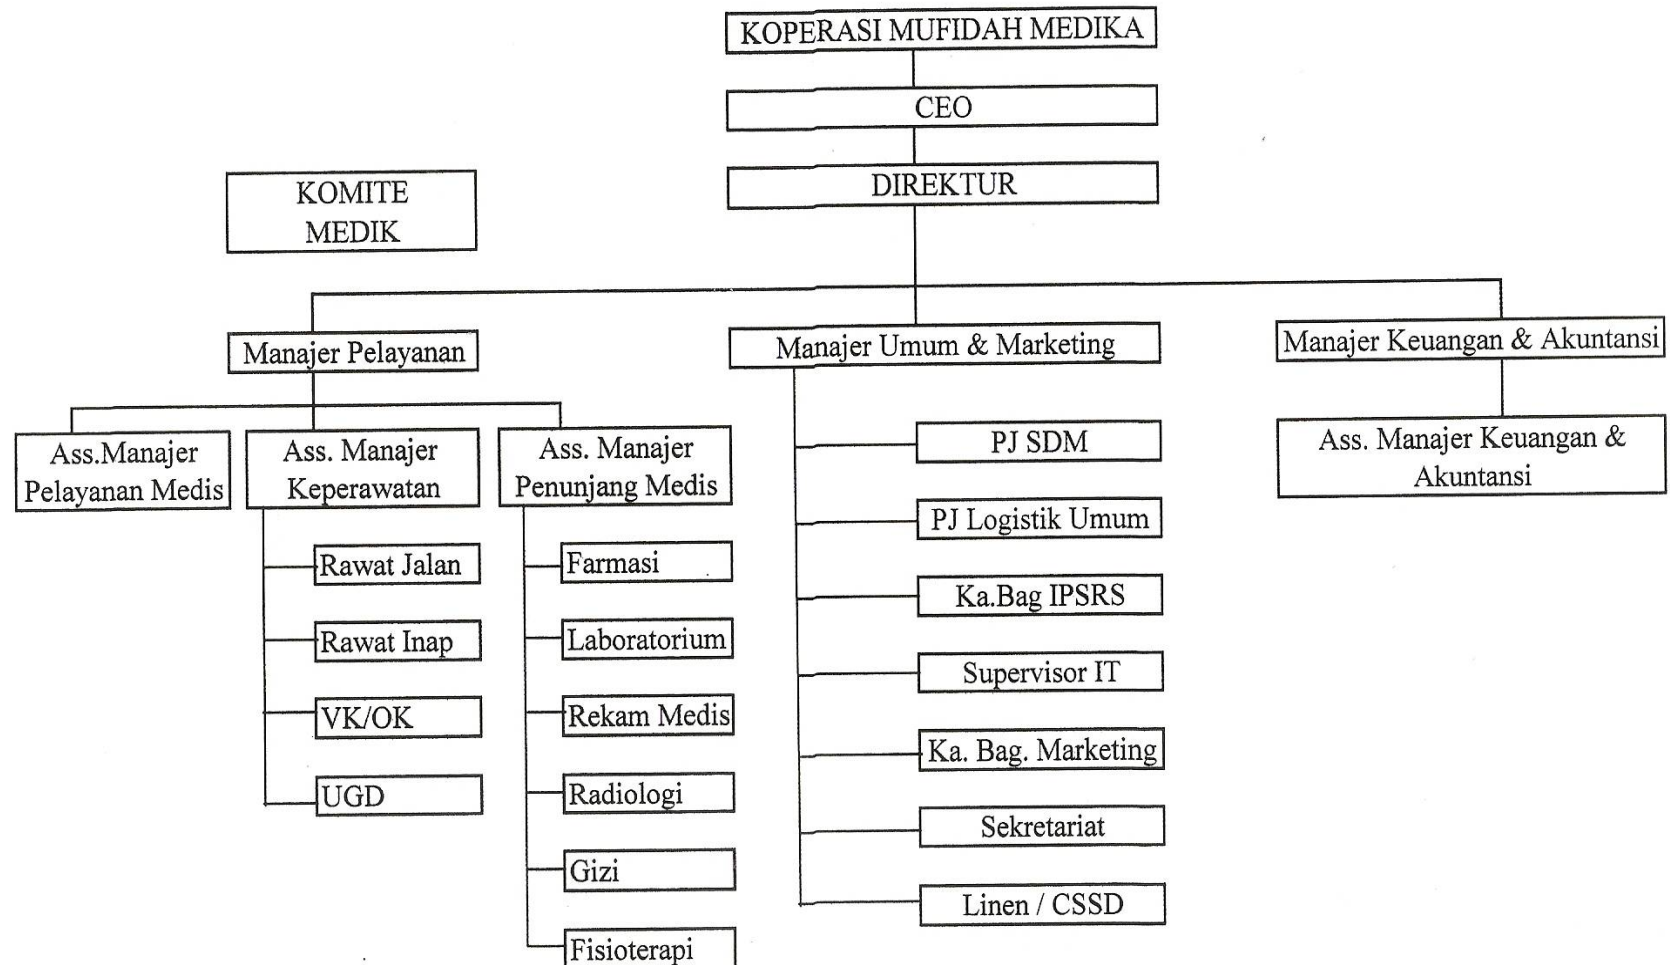 KOPERASI MUFIDAH MEDIKA
CEO
DIREKTUR
KOMITE
MEDIK
Manajer Pelayanan
Manajer Umum & Marketing
Manajer Keuangan & Akuntansi
Ass.Manajer
Pelayanan Medis
Ass. Manajer
Keperawatan
Ass. Manajer
Penunjang Medis
Rawat Jalan
Rawat Inap
VK/OK
UGD
Farmasi
Laboratorium
Rekam Medis
Radiologi
Gizi
Fisioterapi
PJ SDM
PJ Logistik Umum
Ka.Bag IPSRS
Supervisor IT
Ka. Bag. Marketing
Sekretariat
Linen / CSSD
Ass. Manajer Keuangan &
Akuntansi